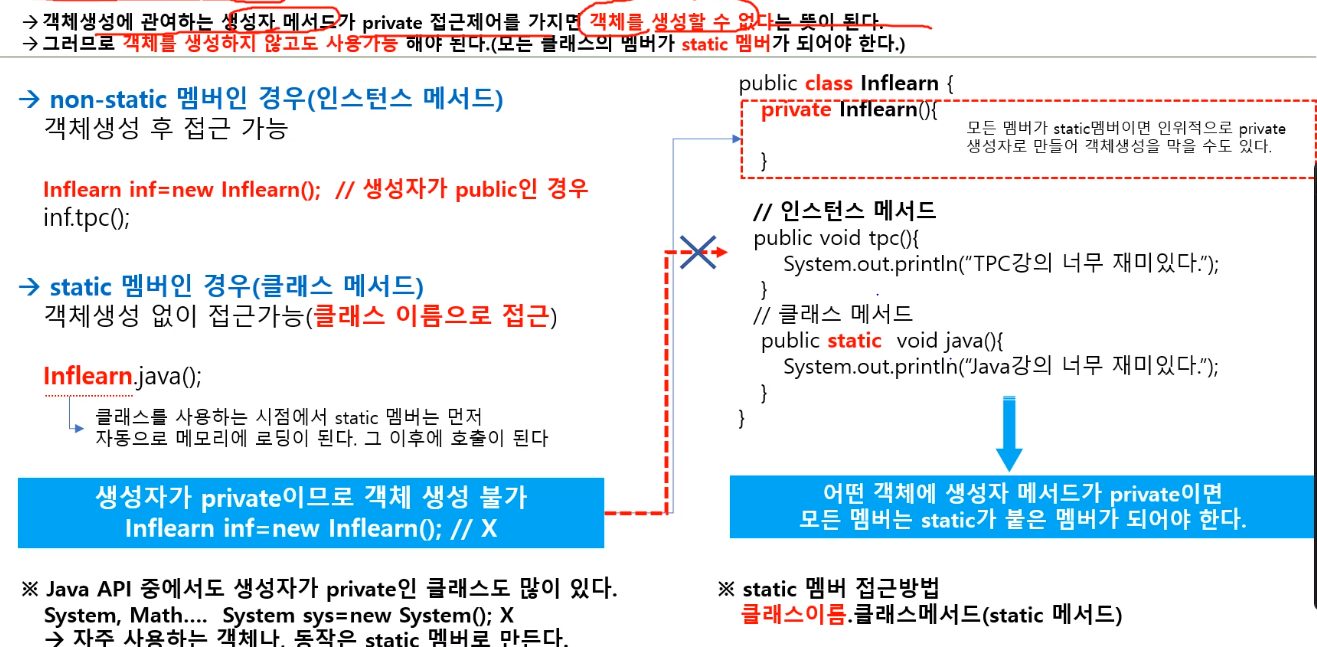 →객체생성에 관여하는 생성자 메서드가 private 접근제어를 가지면 객체를 생성할 수 없다는 뜻이 된다.
→그러므로 객체를 생성하지 않고도 사용가능 해야 된다.(모든 클래스의 멤버가 static 멤버가 되어야 한다.)
→ non-static 멤버인 경우(인스턴스 메서드)
객체생성 후 접근 가능
Inflearn inf=new Inflearn(); // 생성자가 public인 경우
inf.tpc();
→ static 멤버인 경우(클래스 메서드)
객체생성 없이 접근가능(클래스 이름으로 접근)
Inflearn.java();
클래스를 사용하는 시점에서 static 멤버는 먼저
자동으로 메모리에 로딩이 된다. 그 이후에 호출이 된다
생성자가 private이므로 객체 생성 불가
Inflearn inf=new Inflearn(); // X
※ Java API 중에서도 생성자가 private인 클래스도 많이 있다.
System, Math.... System sys=new System(); X
→ 자주 사용하는 객체나, 동작은 static 멤버로 만든다.
public class Inflearn {
private Inflearn(){
모든 멤버가 static멤버이면 인위적으로 private
생성자로 만들어 객체생성을 막을 수도 있다.
}
// 인스턴스 메서드
public void tpc(){
System.out.println(“TPC강의 너무 재미있다.”);
}
// 클래스 메서드
public static void java(){
System.out.println(“Java강의 너무 재미있다.”);
}
}
어떤 객체에 생성자 메서드가 private이면
모든 멤버는 static가 붙은 멤버가 되어야 한다.
※ static 멤버 접근방법
클래스이름.클래스메서드(static 메서드)